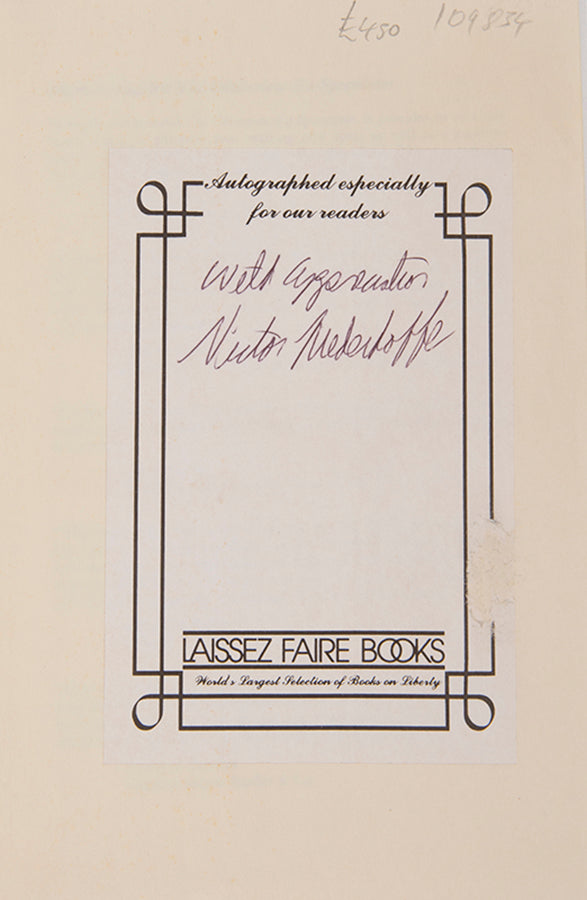 £450 109834
Autographed especially
for our readers
With Appreciation
Victor Niederhoffer
LAISSEZ FAIRE BOOKS
World's Largest Selection of Books on Liberty